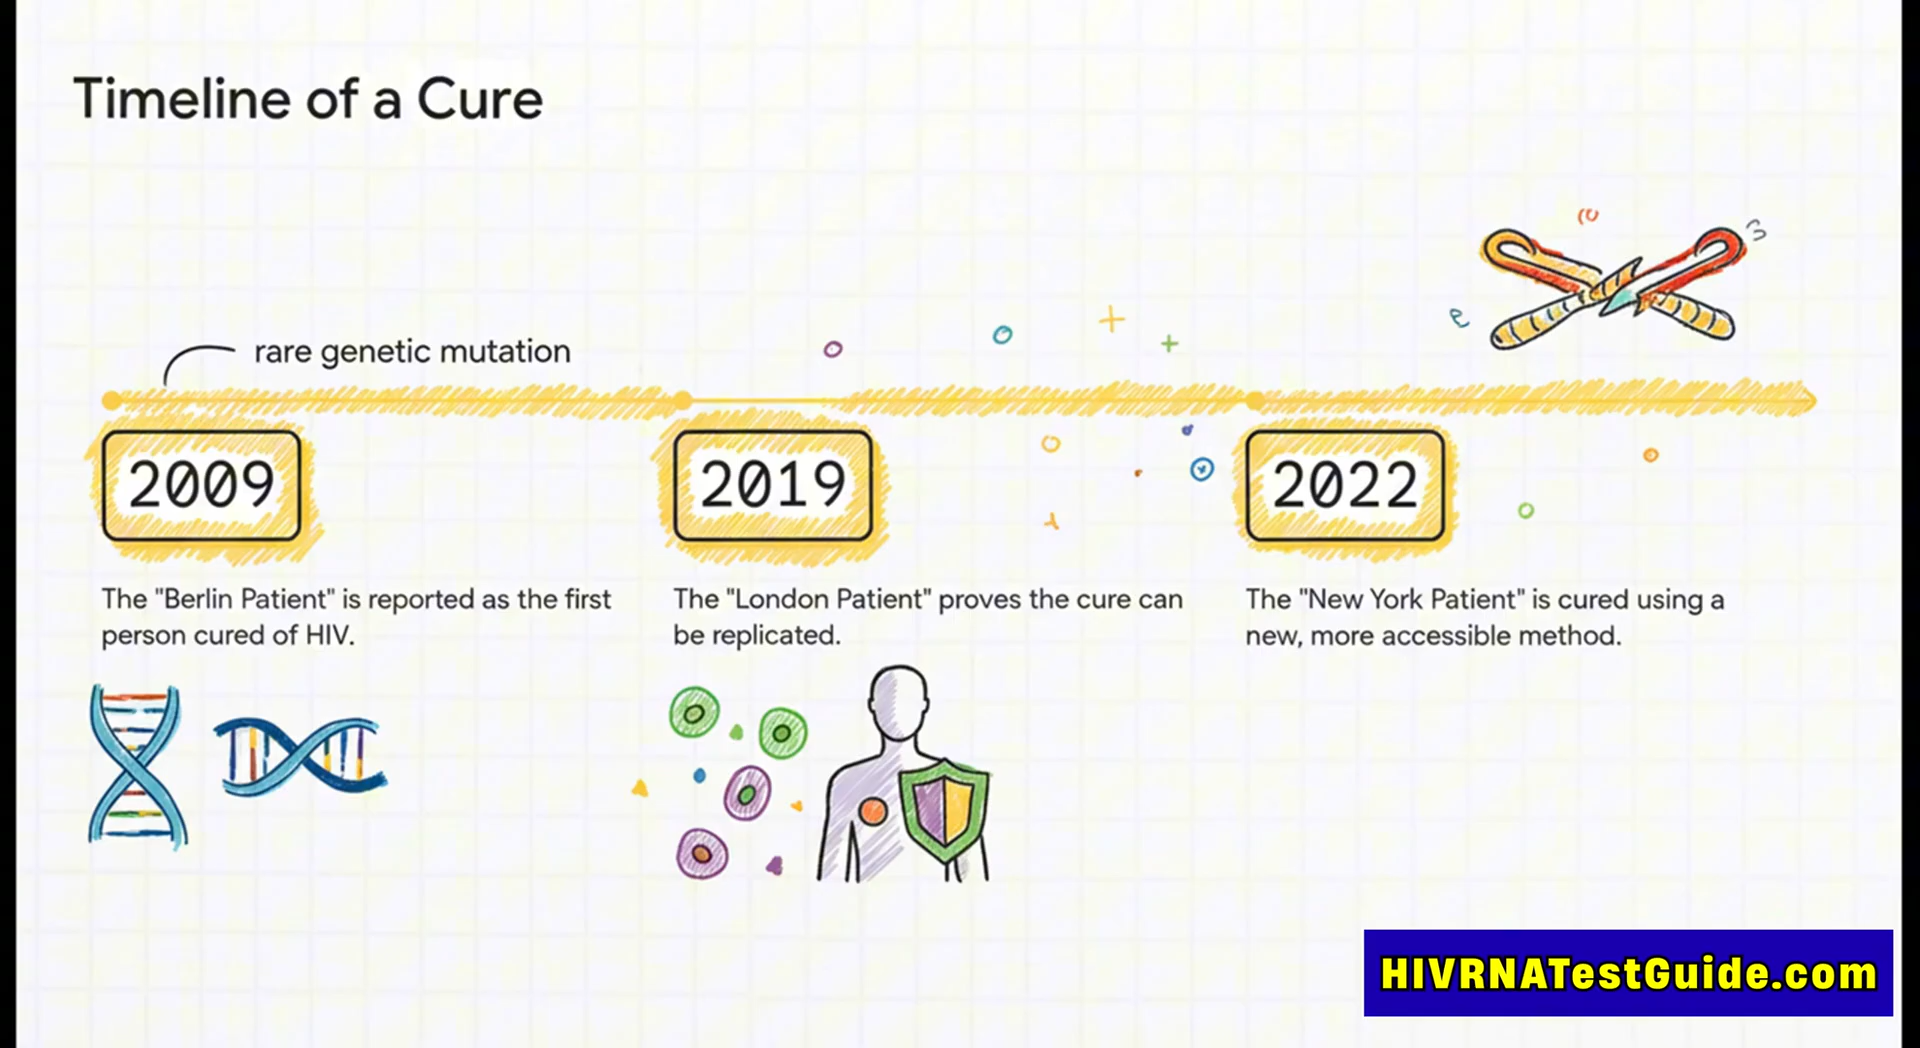 Timeline of a Cure
rare genetic mutation
2009
2019
2022
The "Berlin Patient" is reported as the first
person cured of HIV.
The "London Patient" proves the cure can
be replicated.
The "New York Patient" is cured using a
new, more accessible method.
HIVRNATestGuide.com